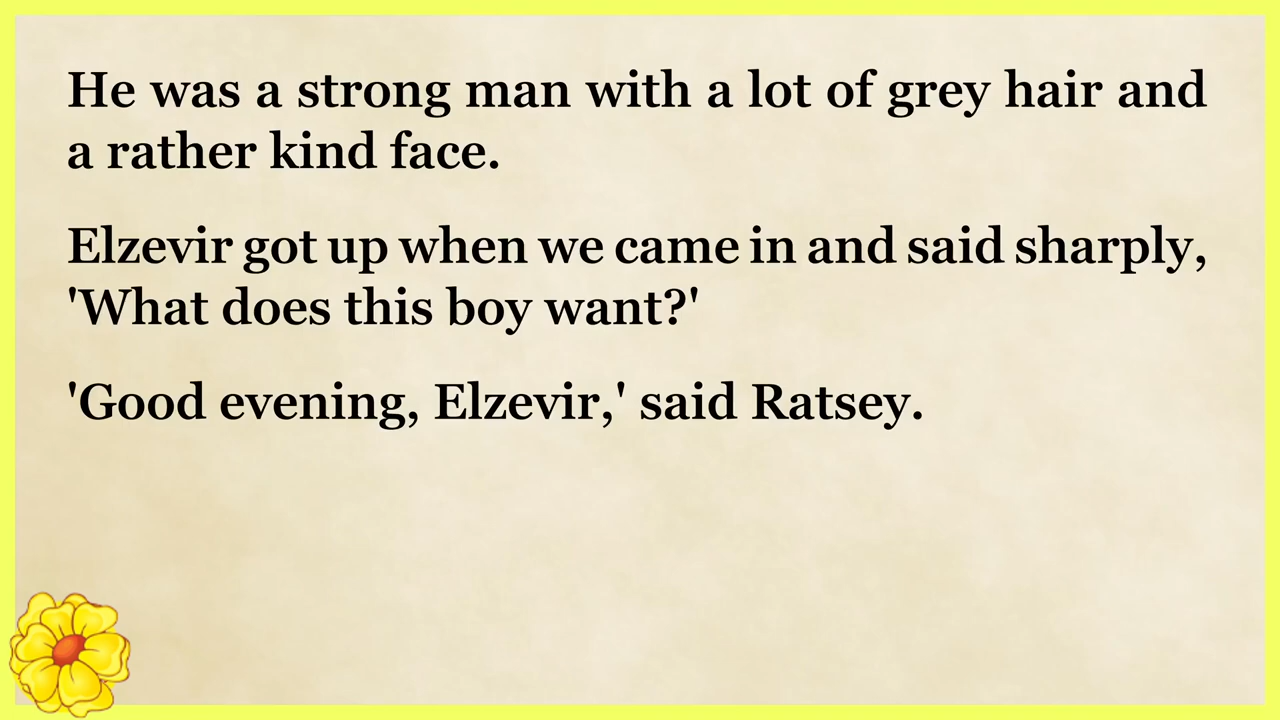 He was a strong man with a lot of grey hair and
a rather kind face.
Elzevir got up when we came in and said sharply,
'What does this boy want?'
'Good evening, Elzevir,' said Ratsey.